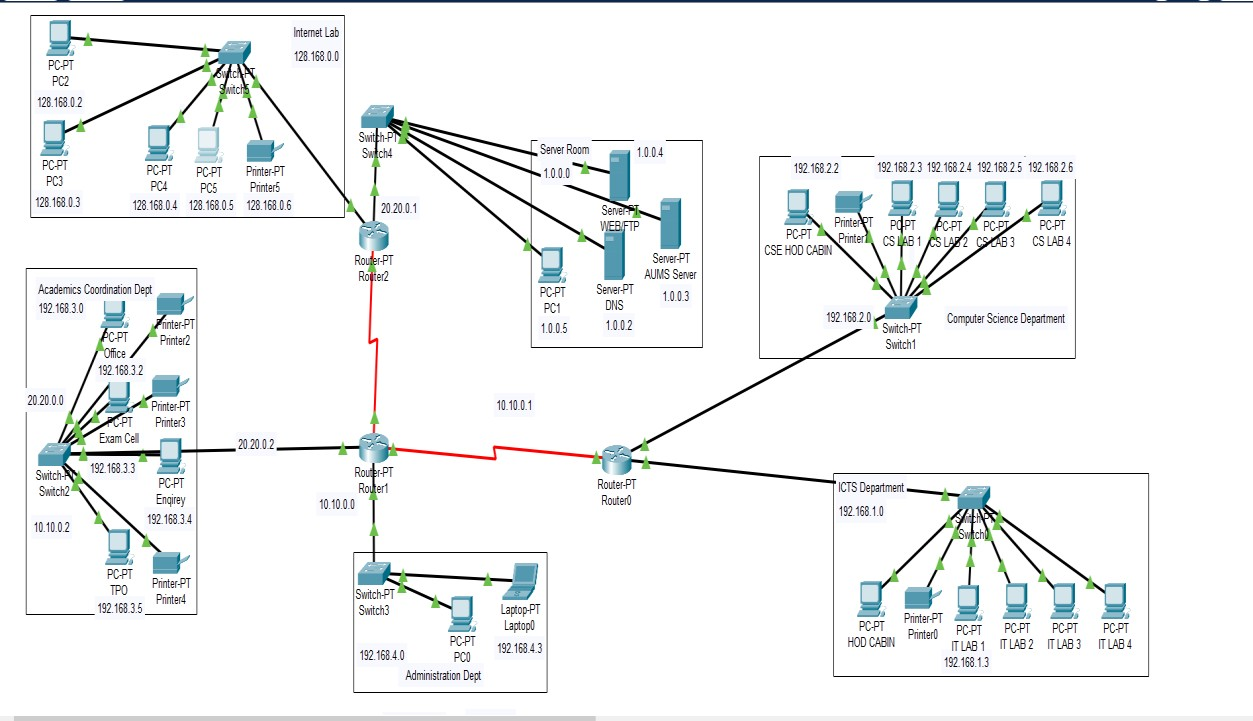 Internet Lab
128.168.0.0
PC-PT
PC2
128.168.0.2
Switch-PT
Switch5
PC-PT
PC3
128.168.0.3
PC-PT
PC4
128.168.0.4
PC-PT
PC5
128.168.0.5
Printer-PT
Printer5
128.168.0.6
Switch-PT
Switch4
20.20.0.1
Router-PT
Router2
Server Room
1.0.0.0
1.0.0.4
Server-PT
WEB/FTP
Server-PT
AUMS Server
1.0.0.3
Server-PT
DNS
1.0.0.2
PC-PT
PC1
1.0.0.5
192.168.2.2
192.168.2.3
192.168.2.4
192.168.2.5
192.168.2.6
PC-PT
CSE HOD CABIN
Printer-PT
PC-PT
CS LAB 1
PC-PT
CS LAB 2
PC-PT
CS LAB 3
PC-PT
CS LAB 4
192.168.2.0
Switch-PT
Switch1
Computer Science Department
Academics Coordination Dept
192.168.3.0
PC-PT
Office
192.168.3.2
Printer-PT
Printer2
20.20.0.0
PC-PT
Exam Cell
192.168.3.3
Printer-PT
Printer3
Switch-PT
Switch2
PC-PT
Enqirey
192.168.3.4
10.10.0.2
PC-PT
TPO
192.168.3.5
Printer-PT
Printer4
20.20.0.2
Router-PT
Router1
10.10.0.0
10.10.0.1
Router-PT
Router0
Switch-PT
Switch3
PC-PT
PC0
Laptop-PT
Laptop0
192.168.4.3
192.168.4.0
Administration Dept
ICTS Department
192.168.1.0
Switch-PT
Switch0
PC-PT
HOD CABIN
Printer-PT
Printer0
PC-PT
IT LAB 1
192.168.1.3
PC-PT
IT LAB 2
PC-PT
IT LAB 3
PC-PT
IT LAB 4